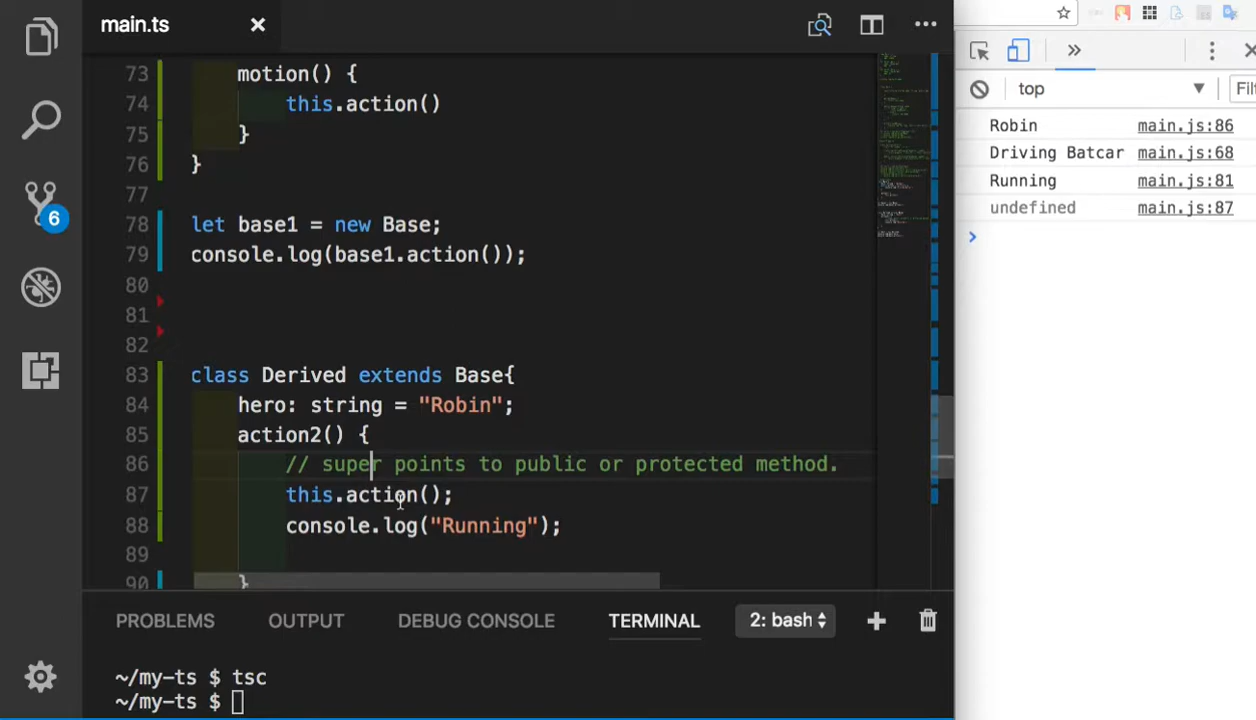 main.ts
73 motion() {
74 this.action()
75 }
76 }
77
78 let base1 = new Base;
79 console.log(base1.action());
80
81
82
83 class Derived extends Base{
84 hero: string = "Robin";
85 action2() {
86 // super points to public or protected method.
87 this.action();
88 console.log("Running");
89
90 }
6
PROBLEMS OUTPUT DEBUG CONSOLE TERMINAL 2: bash
~/my-ts $ tsc
~/my-ts $
top Fil
Robin main.js:86
Driving Batcar main.js:68
Running main.js:81
undefined main.js:87